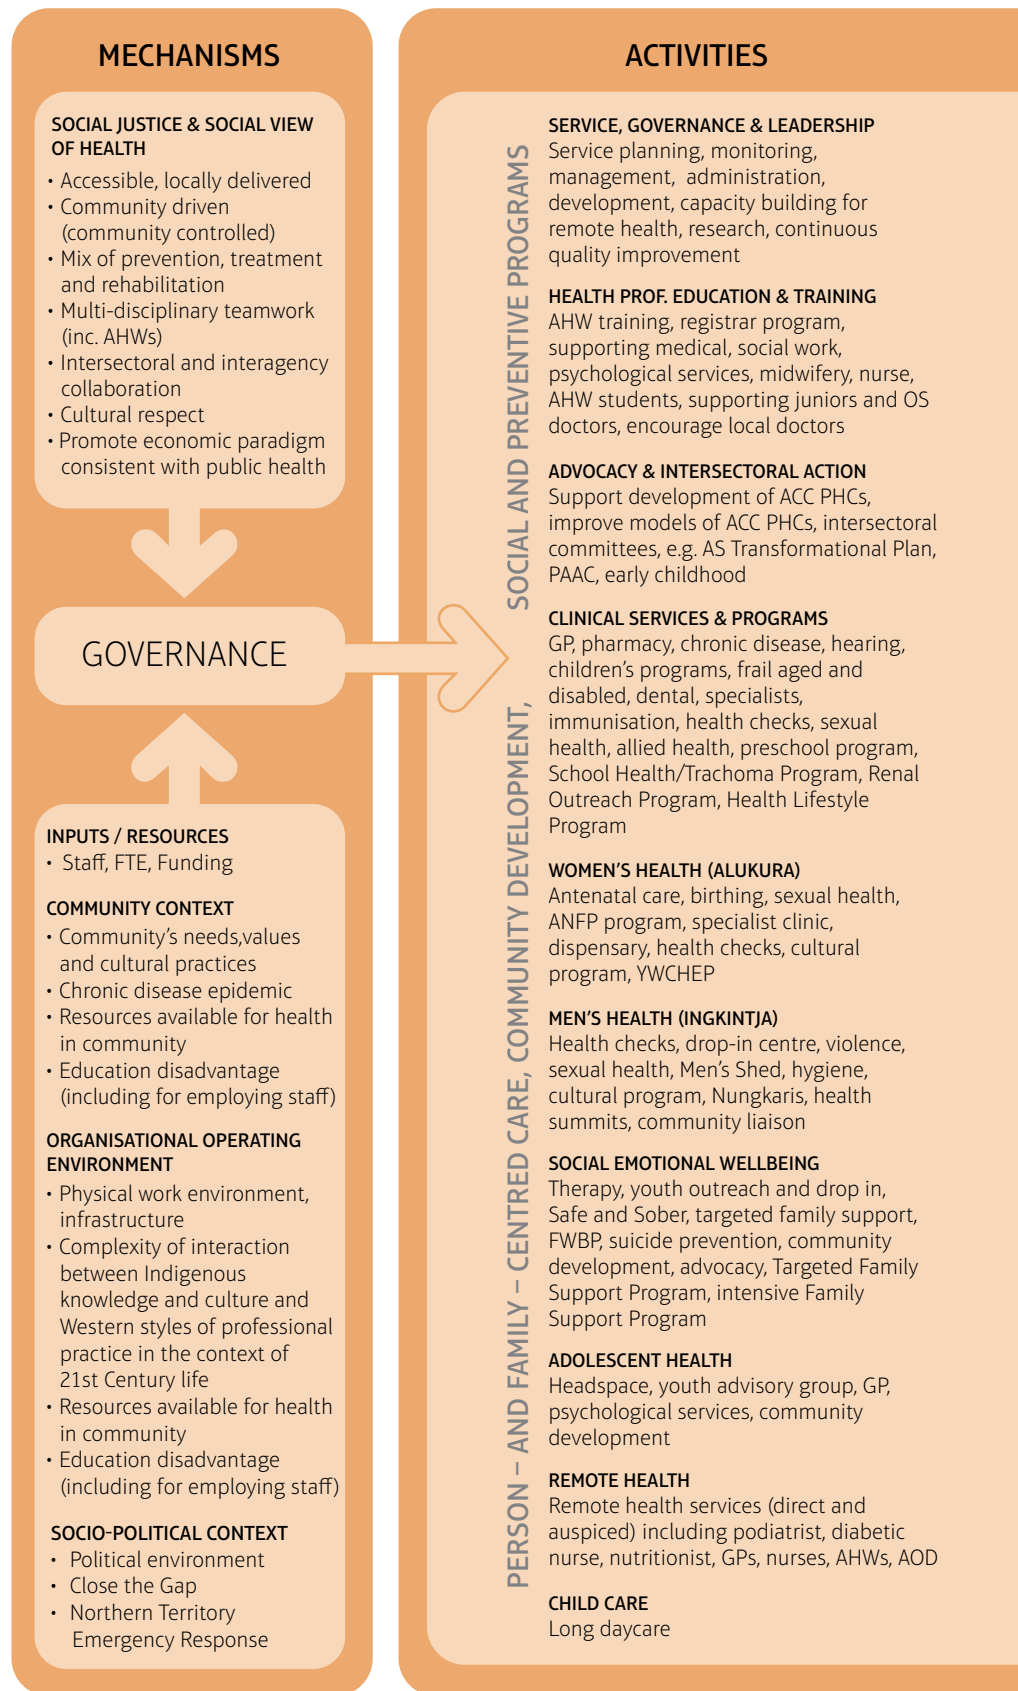 MECHANISMS
SOCIAL JUSTICE & SOCIAL VIEW
OF HEALTH
• Accessible, locally delivered
• Community driven
(community controlled)
• Mix of prevention, treatment
and rehabilitation
• Multi-disciplinary teamwork
(inc. AHWs)
• Intersectoral and interagency
collaboration
• Cultural respect
• Promote economic paradigm
consistent with public health
GOVERNANCE
INPUTS / RESOURCES
• Staff, FTE, Funding
COMMUNITY CONTEXT
• Community's needs,values
and cultural practices
• Chronic disease epidemic
• Resources available for health
in community
• Education disadvantage
(including for employing staff)
ORGANISATIONAL OPERATING
ENVIRONMENT
• Physical work environment,
infrastructure
• Complexity of interaction
between Indigenous
knowledge and culture and
Western styles of professional
practice in the context of
21st Century life
• Resources available for health
in community
• Education disadvantage
(including for employing staff)
SOCIO-POLITICAL CONTEXT
• Political environment
• Close the Gap
• Northern Territory
Emergency Response
ACTIVITIES
PERSON – AND FAMILY – CENTRED CARE, COMMUNITY DEVELOPMENT, SOCIAL AND PREVENTIVE PROGRAMS
SERVICE, GOVERNANCE & LEADERSHIP
Service planning, monitoring,
management, administration,
development, capacity building for
remote health, research, continuous
quality improvement
HEALTH PROF. EDUCATION & TRAINING
AHW training, registrar program,
supporting medical, social work,
psychological services, midwifery, nurse,
AHW students, supporting juniors and OS
doctors, encourage local doctors
ADVOCACY & INTERSECTORAL ACTION
Support development of ACC PHCs,
improve models of ACC PHCs, intersectoral
committees, e.g. AS Transformational Plan,
PAAC, early childhood
CLINICAL SERVICES & PROGRAMS
GP, pharmacy, chronic disease, hearing,
children's programs, frail aged and
disabled, dental, specialists,
immunisation, health checks, sexual
health, allied health, preschool program,
School Health/Trachoma Program, Renal
Outreach Program, Health Lifestyle
Program
WOMEN'S HEALTH (ALUKURA)
Antenatal care, birthing, sexual health,
ANFP program, specialist clinic,
dispensary, health checks, cultural
program, YWCHEP
MEN'S HEALTH (INGKINTJA)
Health checks, drop-in centre, violence,
sexual health, Men's Shed, hygiene,
cultural program, Nungkaris, health
summits, community liaison
SOCIAL EMOTIONAL WELLBEING
Therapy, youth outreach and drop in,
Safe and Sober, targeted family support,
FWBP, suicide prevention, community
development, advocacy, Targeted Family
Support Program, intensive Family
Support Program
ADOLESCENT HEALTH
Headspace, youth advisory group, GP,
psychological services, community
development
REMOTE HEALTH
Remote health services (direct and
auspiced) including podiatrist, diabetic
nurse, nutritionist, GPs, nurses, AHWs, AOD
CHILD CARE
Long daycare